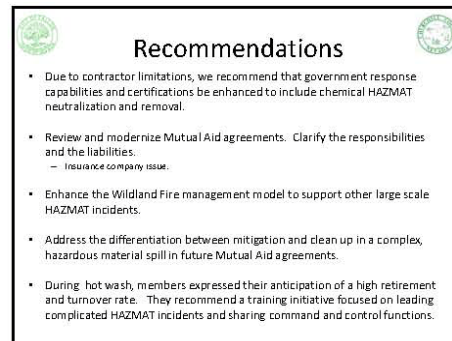 Recommendations
• Due to contractor limitations, we recommend that government response
capabilities and certifications be enhanced to include chemical HAZMAT
neutralization and removal.
• Review and modernize Mutual Aid agreements. Clarify the responsibilities
and the liabilities.
– Insurance company issue.
• Enhance the Wildland Fire management model to support other large scale
HAZMAT incidents.
• Address the differentiation between mitigation and clean up in a complex,
hazardous material spill in future Mutual Aid agreements.
• During hot wash, members expressed their anticipation of a high retirement
and turnover rate. They recommend a training initiative focused on leading
complicated HAZMAT incidents and sharing command and control functions.